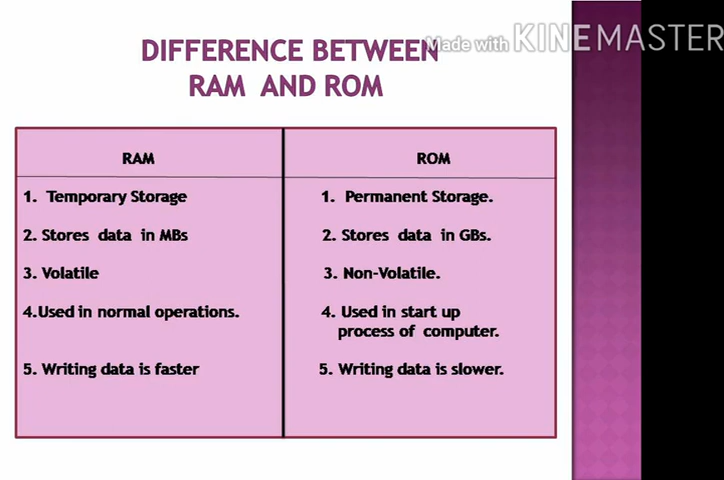 Made with KINEMASTER
DIFFERENCE BETWEEN
RAM AND ROM
RAM
1. Temporary Storage
2. Stores data in MBs
3. Volatile
4.Used in normal operations.
5. Writing data is faster
ROM
1. Permanent Storage.
2. Stores data in GBs.
3. Non-Volatile.
4. Used in start up
process of computer.
5. Writing data is slower.